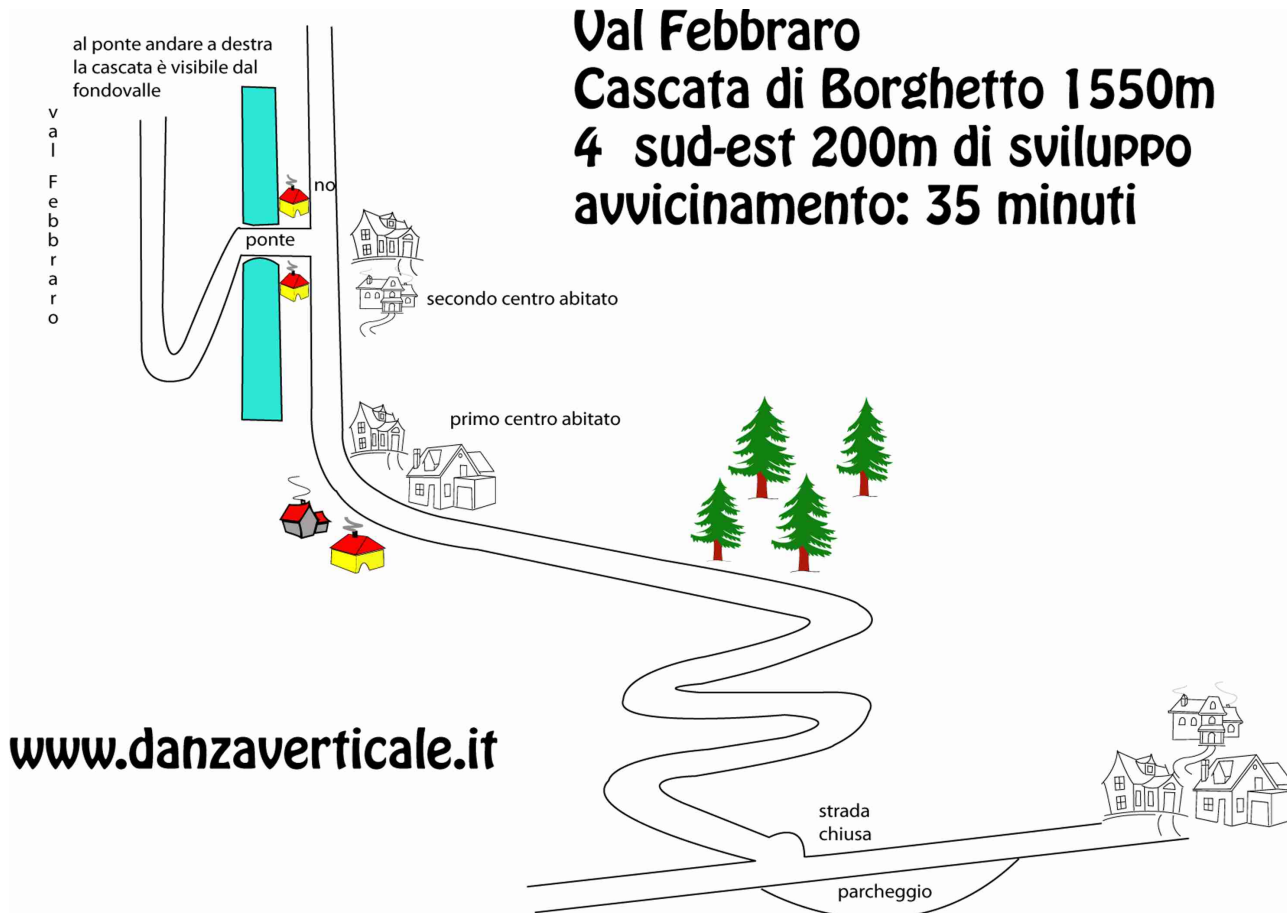 Val Febbraro
Cascata di Borghetto 1550m
4 sud-est 200m di sviluppo
avvicinamento: 35 minuti
al ponte andare a destra
la cascata è visibile dal
fondovalle
val Febbraro
no
ponte
secondo centro abitato
primo centro abitato
www.danzaverticale.it
strada
chiusa
parcheggio